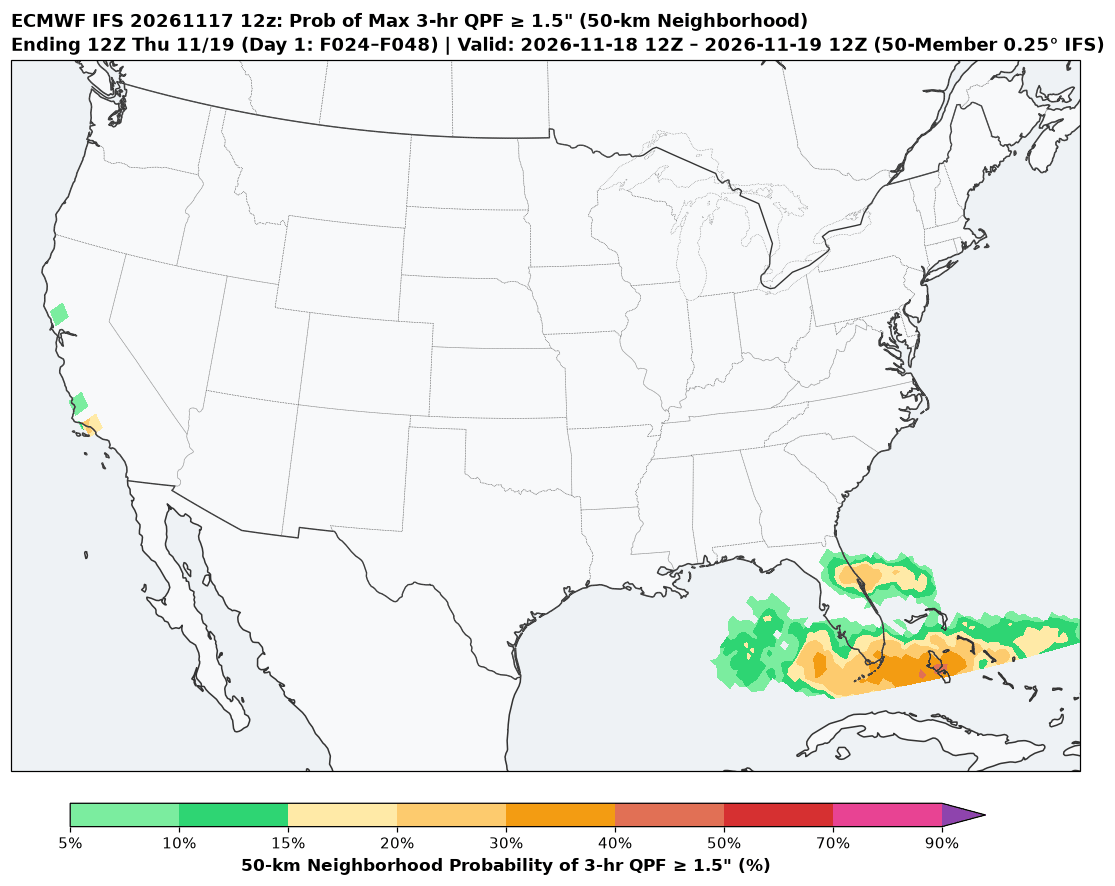 ECMWF IFS 20261117 12z: Prob of Max 3-hr QPF ≥ 1.5" (50-km Neighborhood)
Ending 12Z Thu 11/19 (Day 1: F024–F048) | Valid: 2026-11-18 12Z – 2026-11-19 12Z (50-Member 0.25° IFS)
5% 10% 15% 20% 30% 40% 50% 70% 90%
50-km Neighborhood Probability of 3-hr QPF ≥ 1.5" (%)